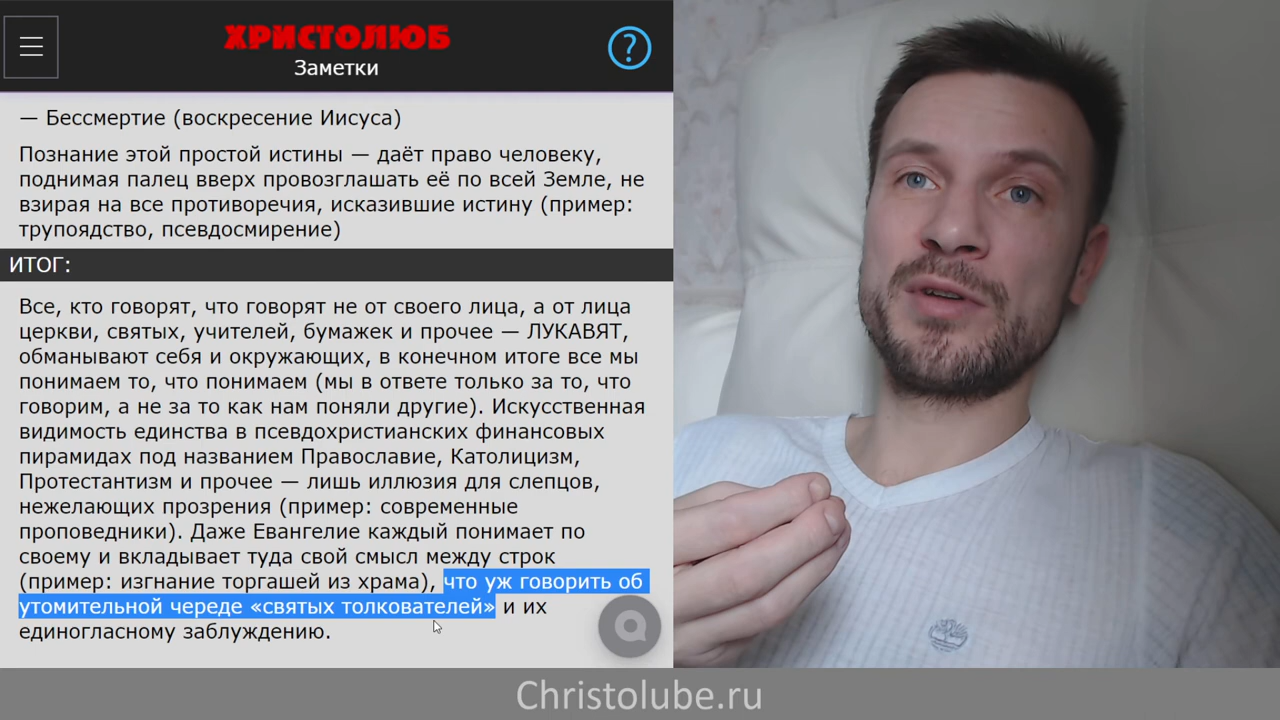 ХРИСТОЛЮБ
Заметки
?
— Бессмертие (воскресение Иисуса)
Познание этой простой истины — даёт право человеку,
поднимая палец вверх провозглашать её по всей Земле, не
взирая на все противоречия, исказившие истину (пример:
трупоядство, псевдосмирение)
ИТОГ:
Все, кто говорят, что говорят не от своего лица, а от лица
церкви, святых, учителей, бумажек и прочее — ЛУКАВЯТ,
обманывают себя и окружающих, в конечном итоге все мы
понимаем то, что понимаем (мы в ответе только за то, что
говорим, а не за то как нам поняли другие). Искусственная
видимость единства в псевдохристианских финансовых
пирамидах под названием Православие, Католицизм,
Протестантизм и прочее — лишь иллюзия для слепцов,
нежелающих прозрения (пример: современные
проповедники). Даже Евангелие каждый понимает по
своему и вкладывает туда свой смысл между строк
(пример: изгнание торгашей из храма), что уж говорить об
утомительной череде «святых толкователей» и их
единогласному заблуждению.
Christolube.ru